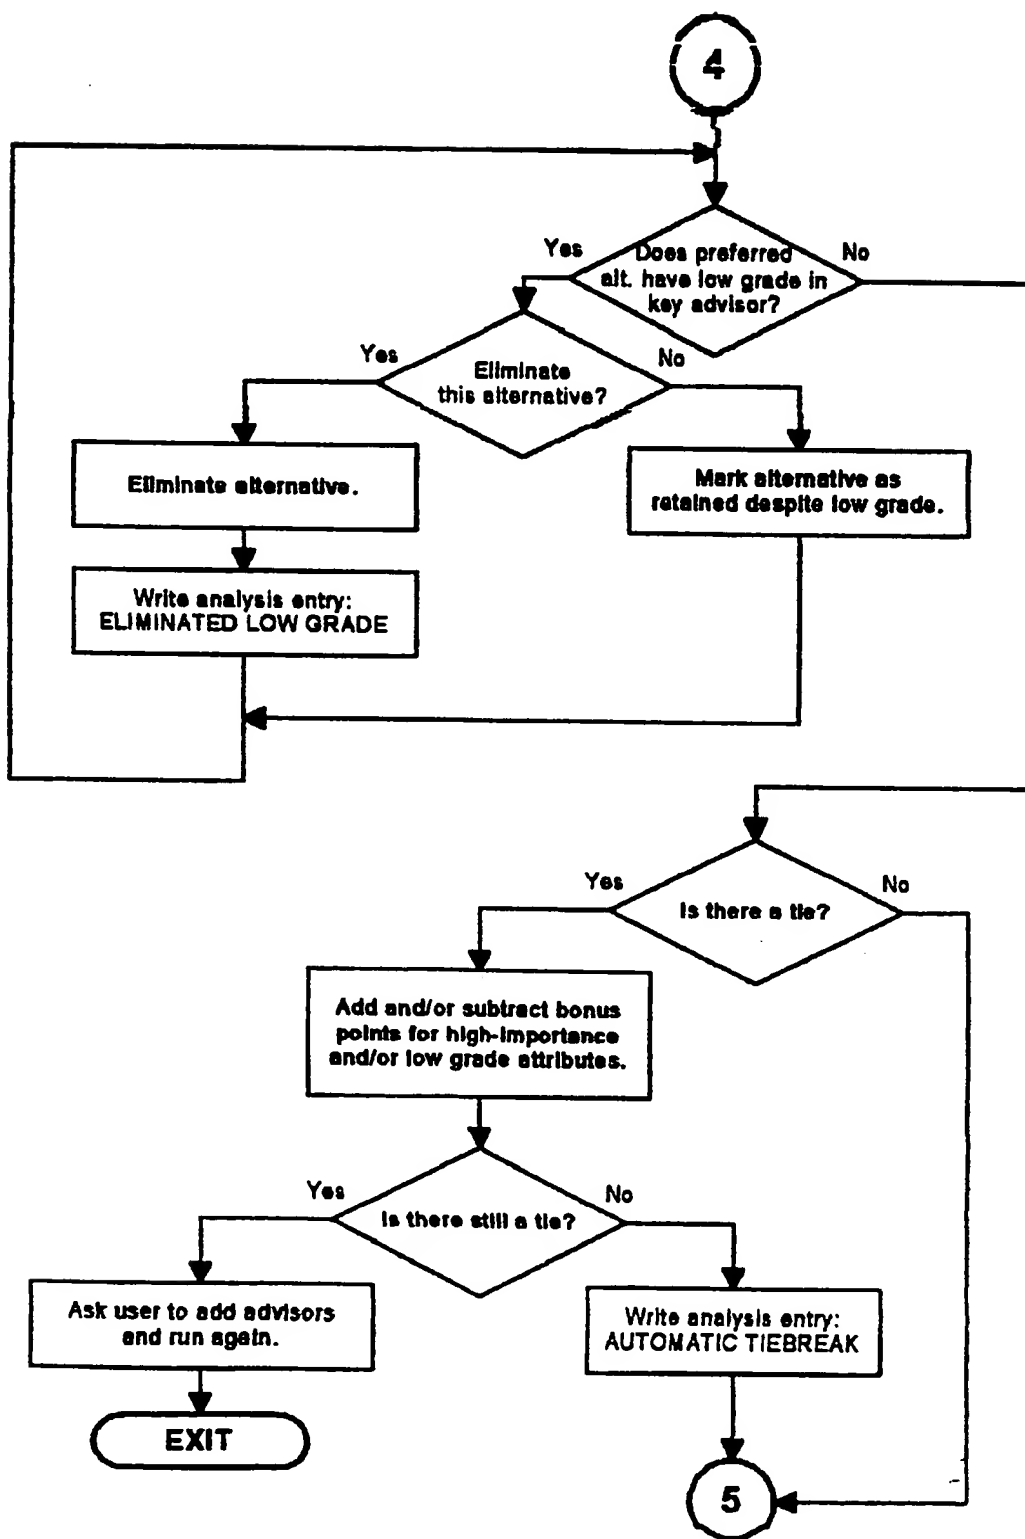 4
Yes
No
Does preferred
alt. have low grade in
key advisor?
Yes
No
Eliminate
this alternative?
Eliminate alternative.
Mark alternative as
retained despite low grade.
Write analysis entry:
ELIMINATED LOW GRADE
Yes
No
Is there a tie?
Add and/or subtract bonus
points for high-importance
and/or low grade attributes.
Yes
No
Is there still a tie?
Ask user to add advisors
and run again.
Write analysis entry:
AUTOMATIC TIEBREAK
EXIT
5